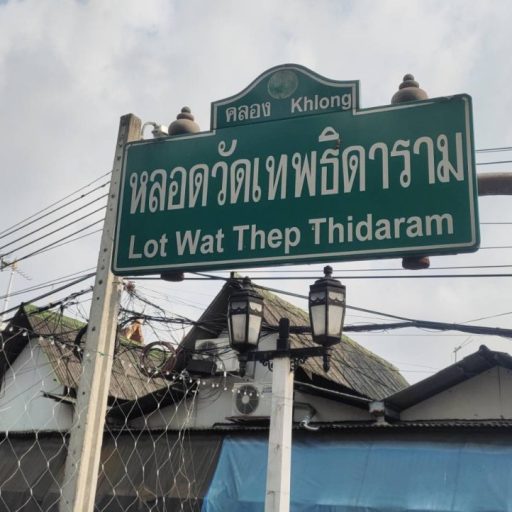 คลอง Khlong
หลอดวัดเทพธิดาราม
Lot Wat Thep Thidaram